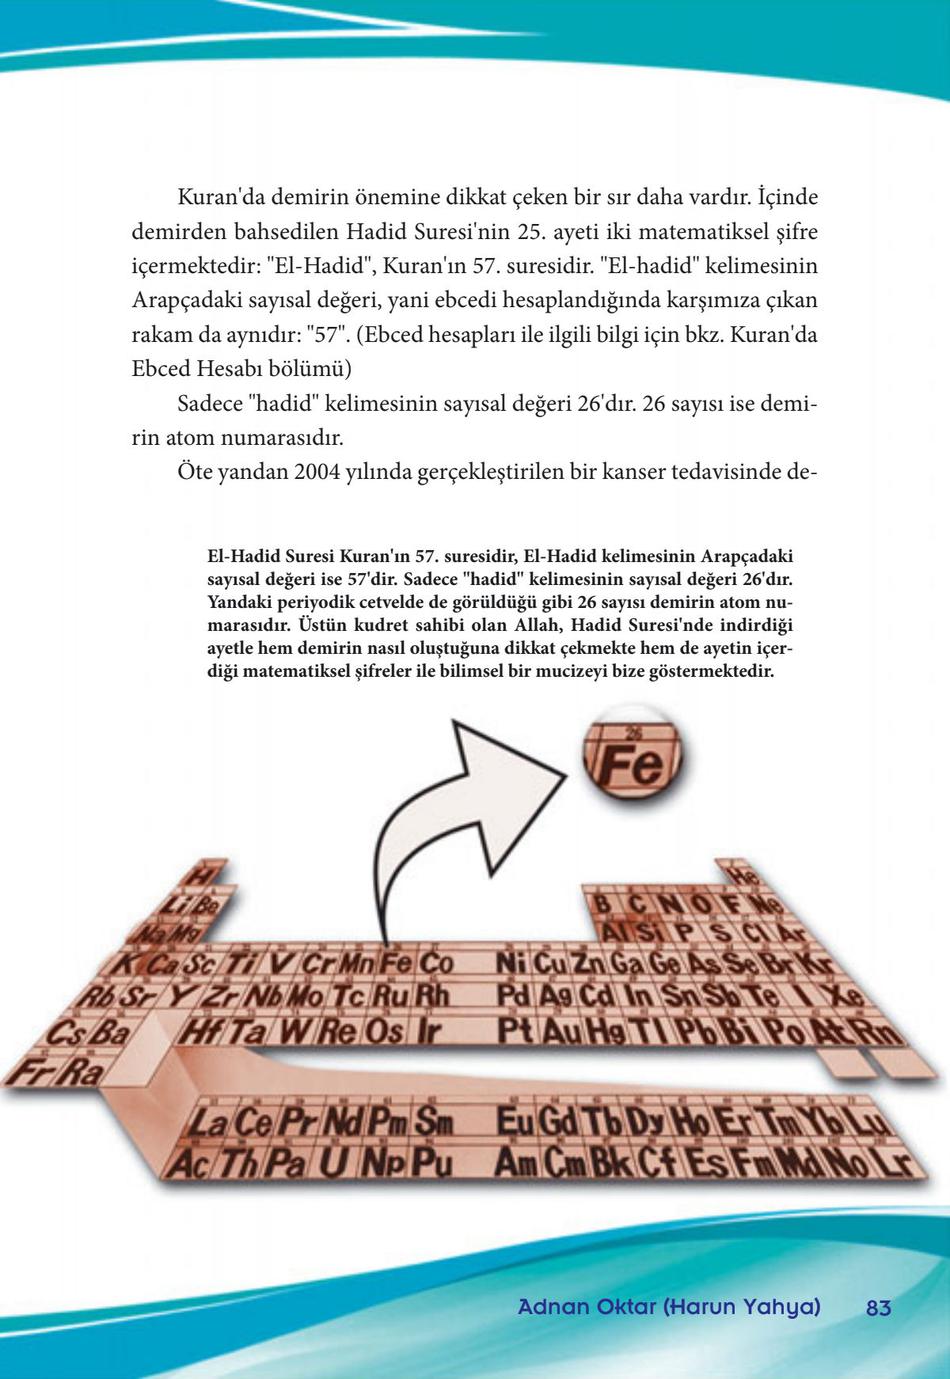 Kuran'da demirin önemine dikkat çeken bir sır daha vardır. İçinde
demirden bahsedilen Hadid Suresi'nin 25. ayeti iki matematiksel şifre
içermektedir: "El-Hadid", Kuran'ın 57. suresidir. "El-hadid" kelimesinin
Arapçadaki sayısal değeri, yani ebcedi hesaplandığında karşımıza çıkan
rakam da aynıdır: "57". (Ebced hesapları ile ilgili bilgi için bkz. Kuran'da
Ebced Hesabı bölümü)
Sadece "hadid" kelimesinin sayısal değeri 26'dır. 26 sayısı ise demi-
rin atom numarasıdır.
Öte yandan 2004 yılında gerçekleştirilen bir kanser tedavisinde de-
El-Hadid Suresi Kuran'ın 57. suresidir, El-Hadid kelimesinin Arapçadaki
sayısal değeri ise 57'dir. Sadece "hadid" kelimesinin sayısal değeri 26'dır.
Yandaki periyodik cetvelde de görüldüğü gibi 26 sayısı demirin atom nu-
marasıdır. Üstün kudret sahibi olan Allah, Hadid Suresi'nde indirdiği
ayetle hem demirin nasıl oluştuğuna dikkat çekmekte hem de ayetin içer-
diği matematiksel şifreler ile bilimsel bir mucizeyi bize göstermektedir.
26
Fe
H He
Li Be B C N O F Ne
Na Mg Al Si P S Cl Ar
K Ca Sc Ti V Cr Mn Fe Co Ni Cu Zn Ga Ge As Se Br Kr
Rb Sr Y Zr Nb Mo Tc Ru Rh Pd Ag Cd In Sn Sb Te I Xe
Cs Ba Hf Ta W Re Os Ir Pt Au Hg Tl Pb Bi Po At Rn
Fr Ra
La Ce Pr Nd Pm Sm Eu Gd Tb Dy Ho Er Tm Yb Lu
Ac Th Pa U Np Pu Am Cm Bk Cf Es Fm Md No Lr
Adnan Oktar (Harun Yahya) 83